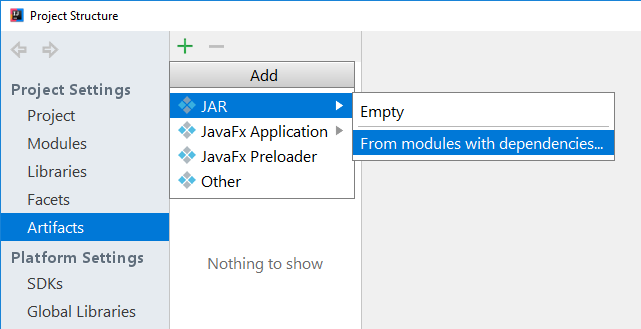 Project Structure
Project Settings
Project
Modules
Libraries
Facets
Artifacts
Platform Settings
SDKs
Global Libraries
Add
JAR
JavaFx Application
JavaFx Preloader
Other
Nothing to show
Empty
From modules with dependencies...